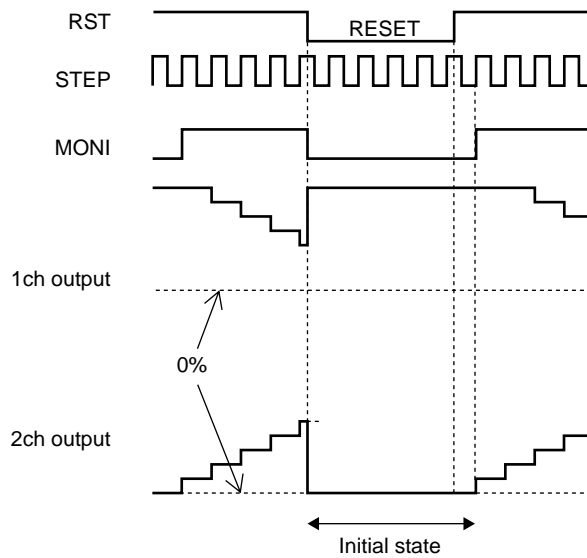 RST
RESET
STEP
MONI
1ch output
0%
2ch output
Initial state